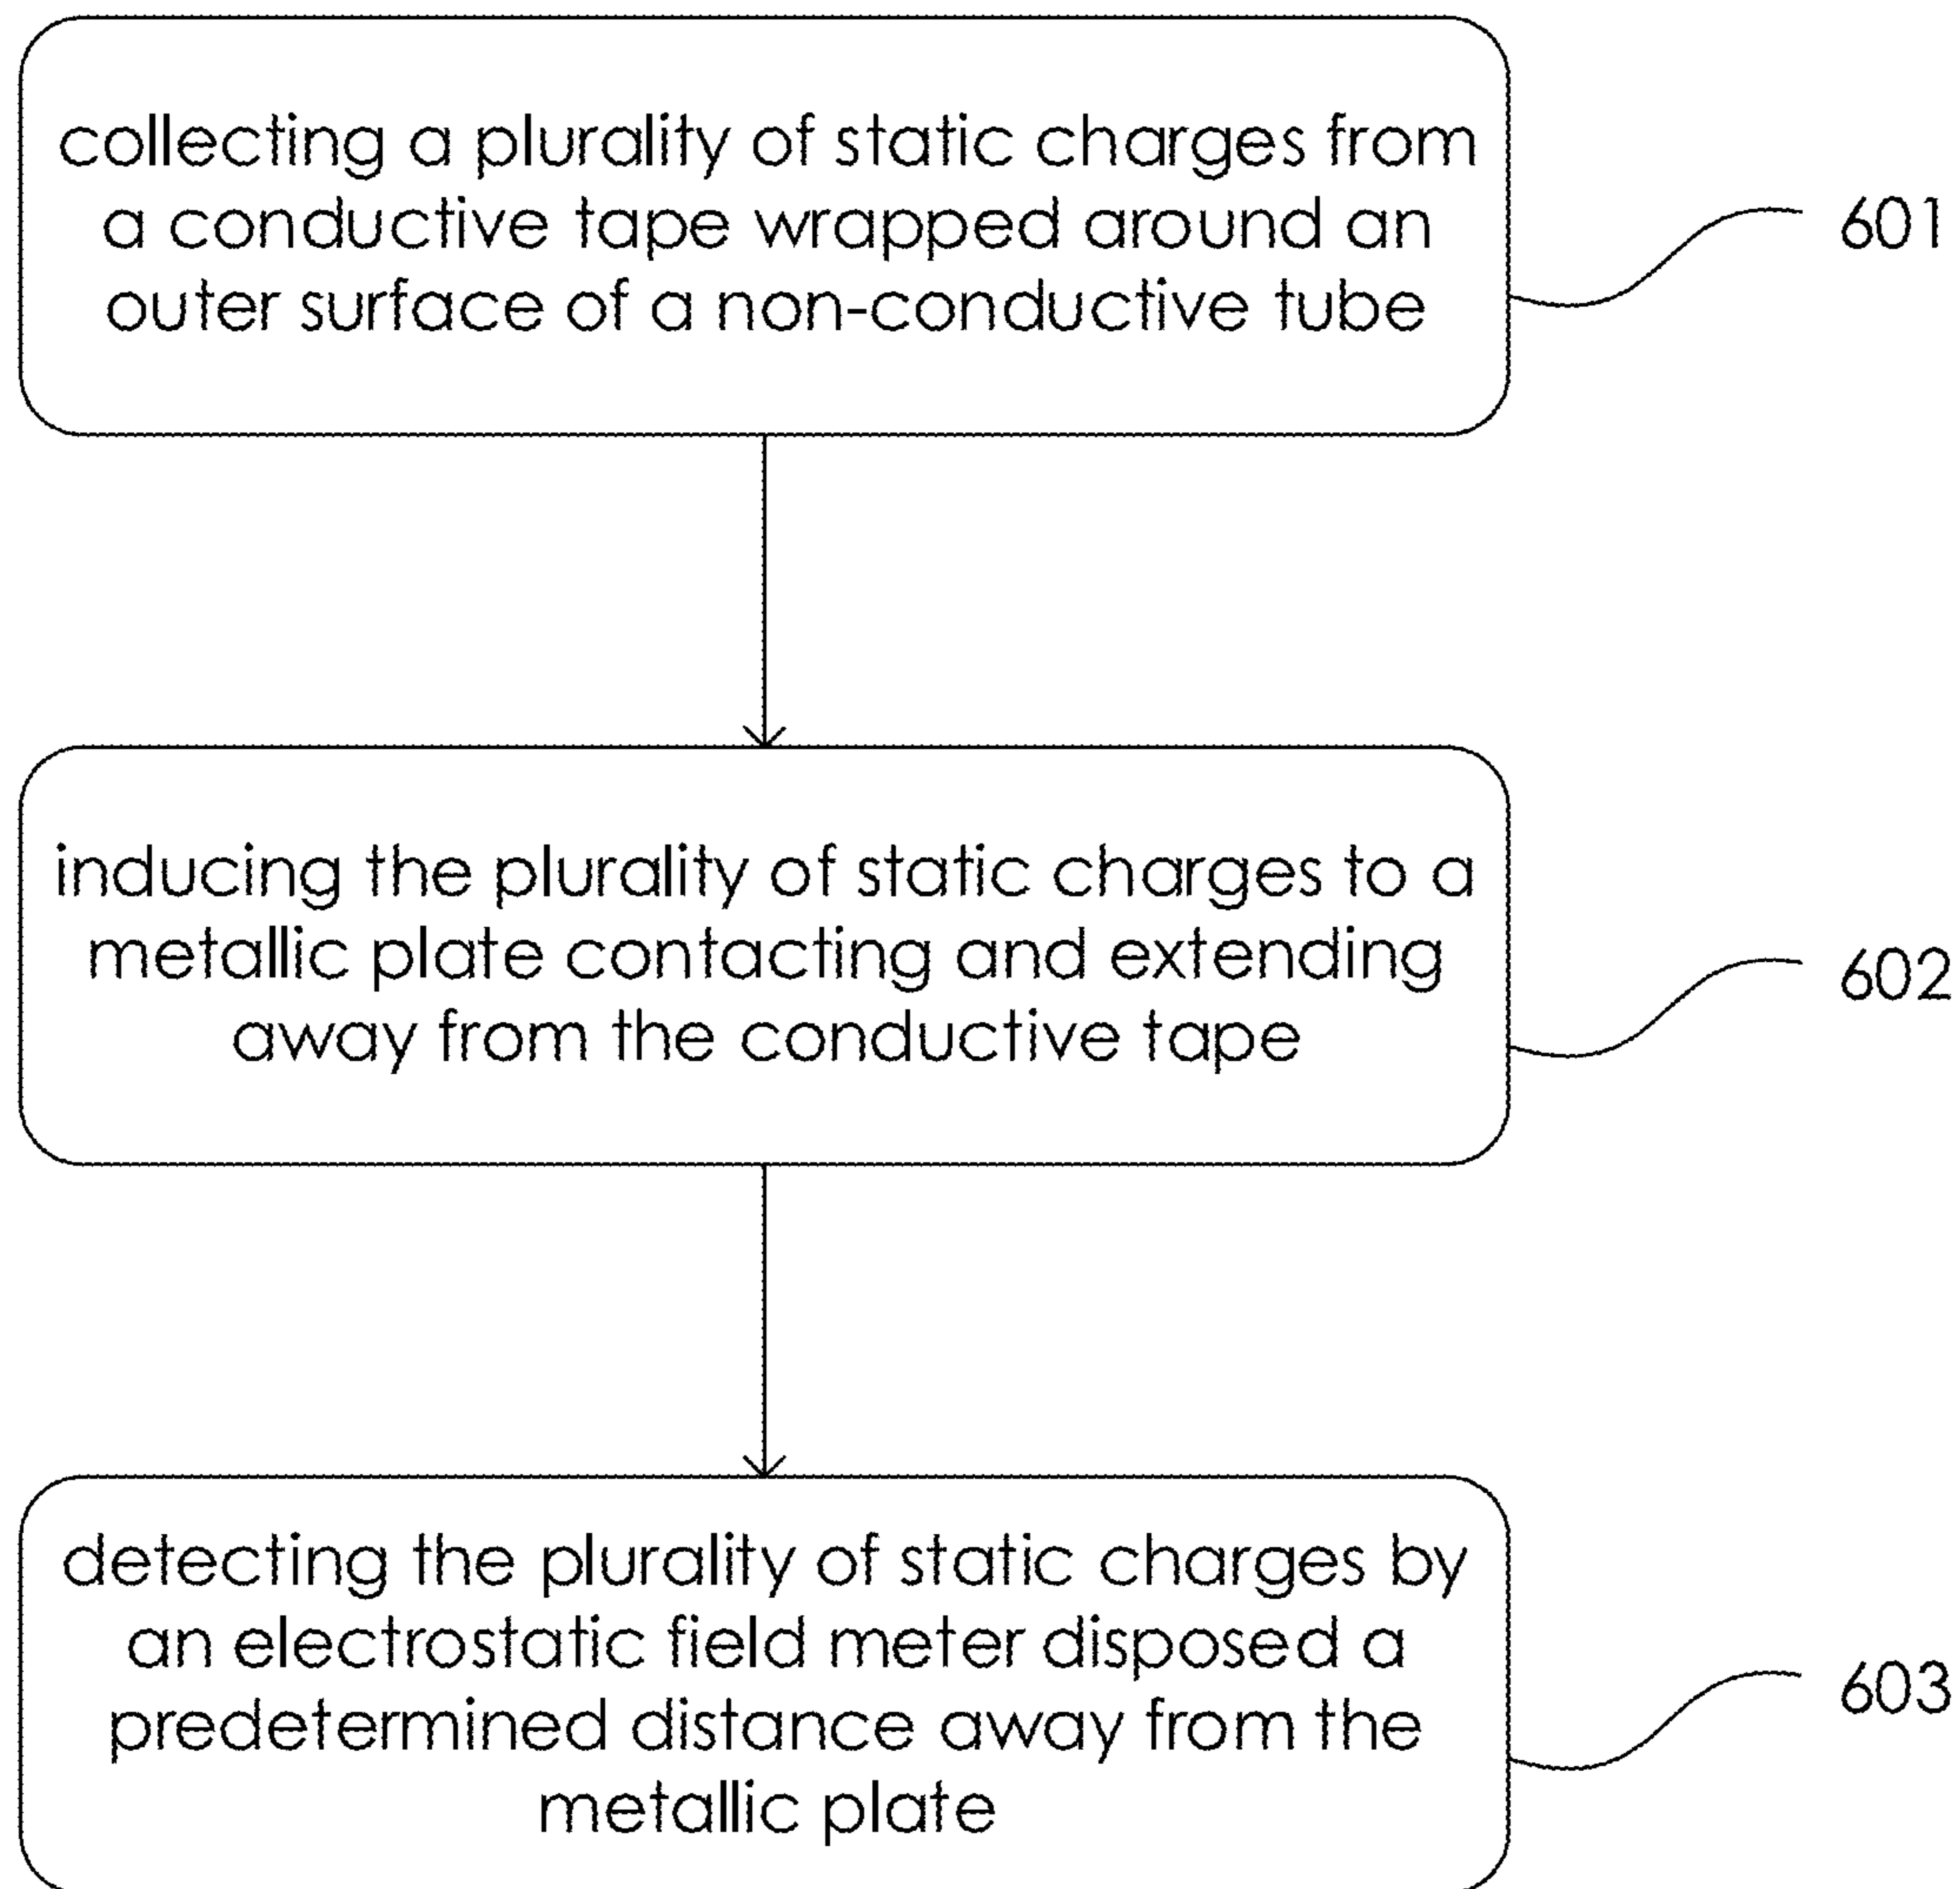 collecting a plurality of static charges from
a conductive tape wrapped around an
outer surface of a non-conductive tube
601
inducing the plurality of static charges to a
metallic plate contacting and extending
away from the conductive tape
602
detecting the plurality of static charges by
an electrostatic field meter disposed a
predetermined distance away from the
metallic plate
603